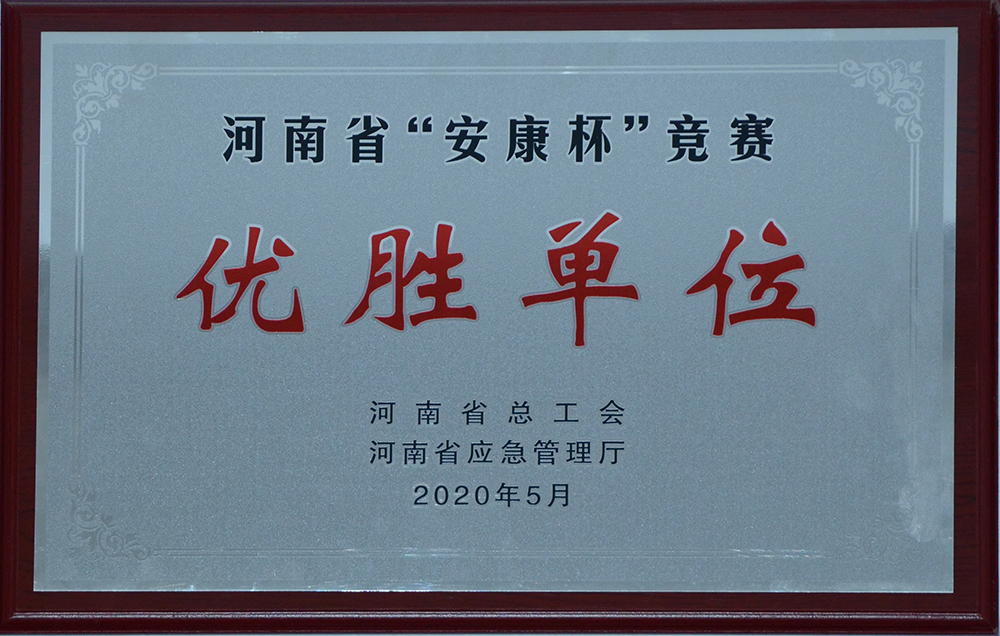 河南省“安康杯”竞赛
优胜单位
河南省总工会
河南省应急管理厅
2020年5月